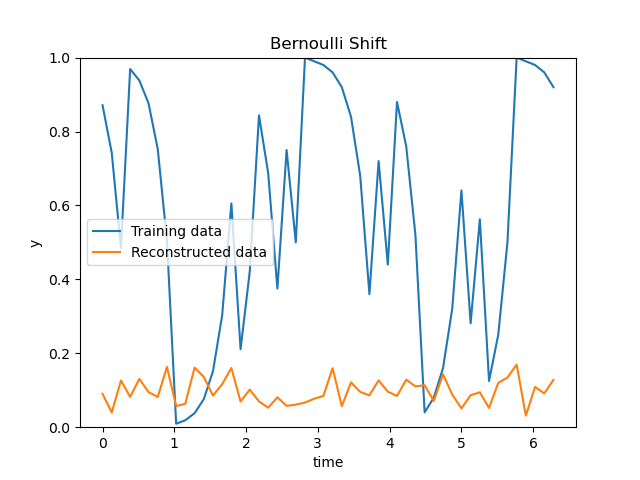 Bernoulli Shift
1.0
0.8
0.6
0.4
0.2
0.0
y
Training data
Reconstructed data
0 1 2 3 4 5 6
time